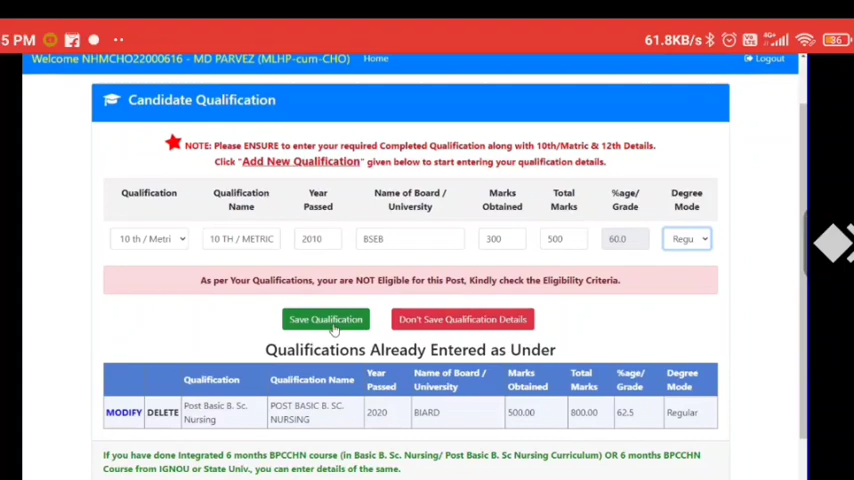 5 PM
61.8KB/s
4G+
86
Welcome NHMCHO22000616 - MD PARVEZ (MLHP-cum-CHO) Home Logout
Candidate Qualification
NOTE: Please ENSURE to enter your required Completed Qualification along with 10th/Matric & 12th Details.
Click "Add New Qualification" given below to start entering your qualification details.
Qualification Qualification Name Year Passed Name of Board / University Marks Obtained Total Marks %age/ Grade Degree Mode
10 th / Metri 10 TH / METRIC 2010 BSEB 300 500 60.0 Regu
As per Your Qualifications, your are NOT Eligible for this Post, Kindly check the Eligibility Criteria.
Save Qualification Don't Save Qualification Details
Qualifications Already Entered as Under
Qualification Qualification Name Year Passed Name of Board / University Marks Obtained Total Marks %age/ Grade Degree Mode
MODIFY DELETE Post Basic B. Sc. Nursing POST BASIC B. SC. NURSING 2020 BIARD 500.00 800.00 62.5 Regular
If you have done Integrated 6 months BPCCHN course (in Basic B. Sc. Nursing/ Post Basic B. Sc Nursing Curriculum) OR 6 months BPCCHN
Course from IGNOU or State Univ., you can enter details of the same.